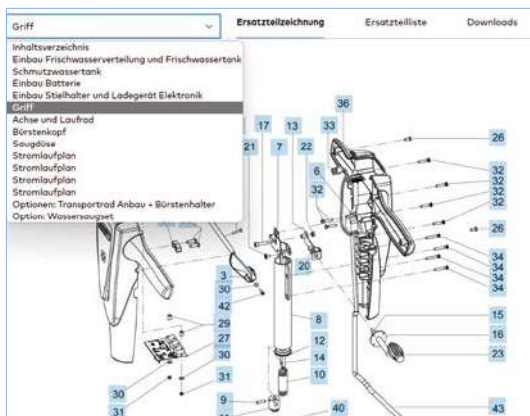 Griff
Ersatzteilzeichnung
Ersatzteilliste
Downloads
Inhaltsverzeichnis
Einbau Frischwasserverteilung und Frischwassertank
Schmutzwassertank
Einbau Batterie
Einbau Stielhalter und Ladegerät Elektronik
Griff
Achse und Laufrad
Bürstenkopf
Saugdüse
Stromlaufplan
Stromlaufplan
Stromlaufplan
Stromlaufplan
Optionen: Transportrad Anbau + Bürstenhalter
Option: Wassersaugset
36
17
13
33
26
21
7
22
6
32
32
32
32
32
26
20
34
34
34
34
3
30
42
8
15
29
16
27
12
23
30
14
10
30
31
31
9
40
43